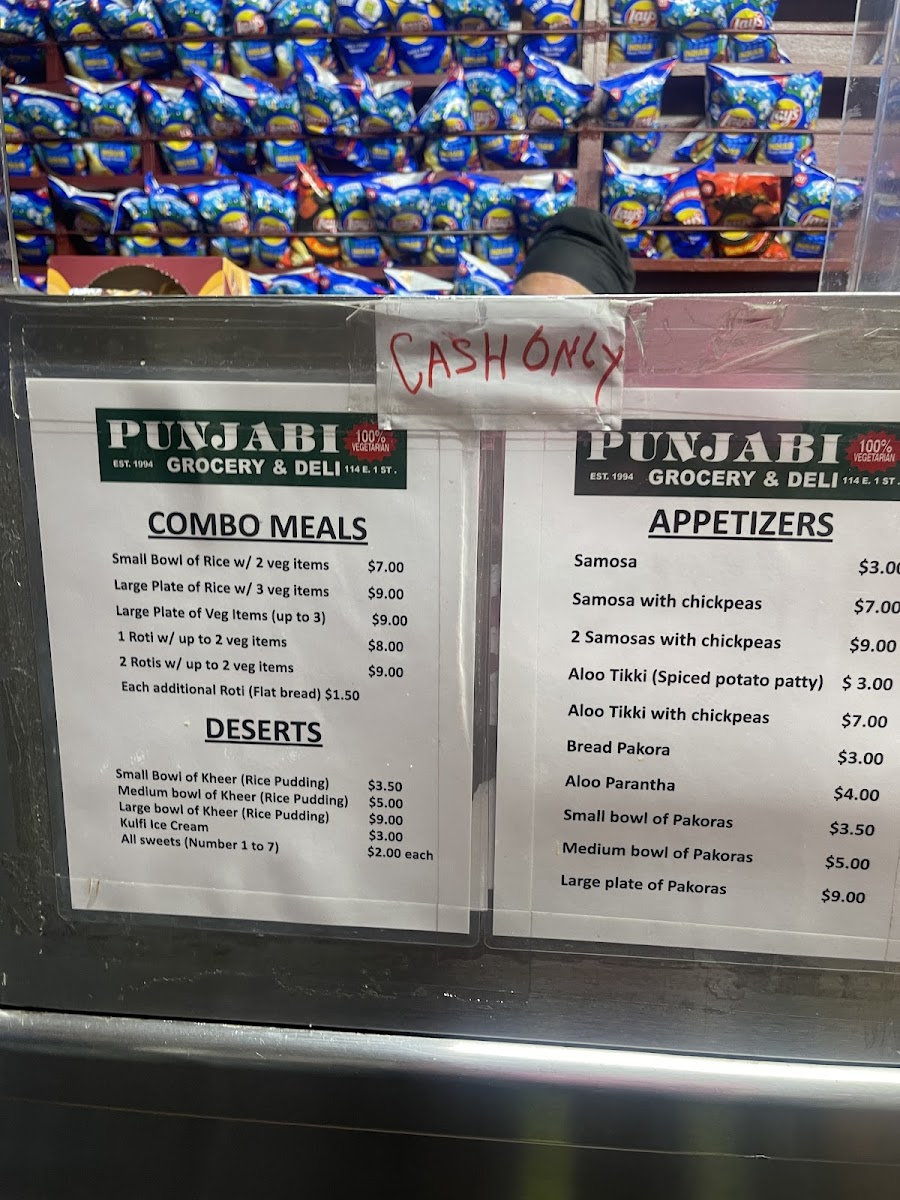 Lay's
CASH ONLY
PUNJABI
100%
VEGETARIAN
EST. 1994 GROCERY & DELI 114 E. 1 ST.
COMBO MEALS
Small Bowl of Rice w/ 2 veg items $7.00
Large Plate of Rice w/ 3 veg items $9.00
Large Plate of Veg Items (up to 3) $9.00
1 Roti w/ up to 2 veg items $8.00
2 Rotis w/ up to 2 veg items $9.00
Each additional Roti (Flat bread) $1.50
DESERTS
Small Bowl of Kheer (Rice Pudding) $3.50
Medium bowl of Kheer (Rice Pudding) $5.00
Large bowl of Kheer (Rice Pudding) $9.00
Kulfi Ice Cream $3.00
All sweets (Number 1 to 7) $2.00 each
PUNJABI
100%
VEGETARIAN
EST. 1994 GROCERY & DELI 114 E. 1 ST.
APPETIZERS
Samosa $3.00
Samosa with chickpeas $7.00
2 Samosas with chickpeas $9.00
Aloo Tikki (Spiced potato patty) $ 3.00
Aloo Tikki with chickpeas $7.00
Bread Pakora $3.00
Aloo Parantha $4.00
Small bowl of Pakoras $3.50
Medium bowl of Pakoras $5.00
Large plate of Pakoras $9.00